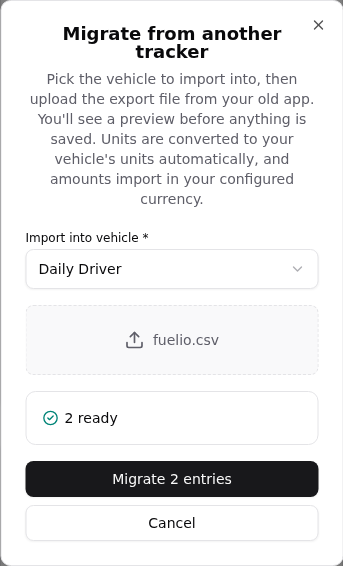 Migrate from another
tracker
Pick the vehicle to import into, then
upload the export file from your old app.
You'll see a preview before anything is
saved. Units are converted to your
vehicle's units automatically, and
amounts import in your configured
currency.
Import into vehicle *
Daily Driver
fuelio.csv
2 ready
Migrate 2 entries
Cancel